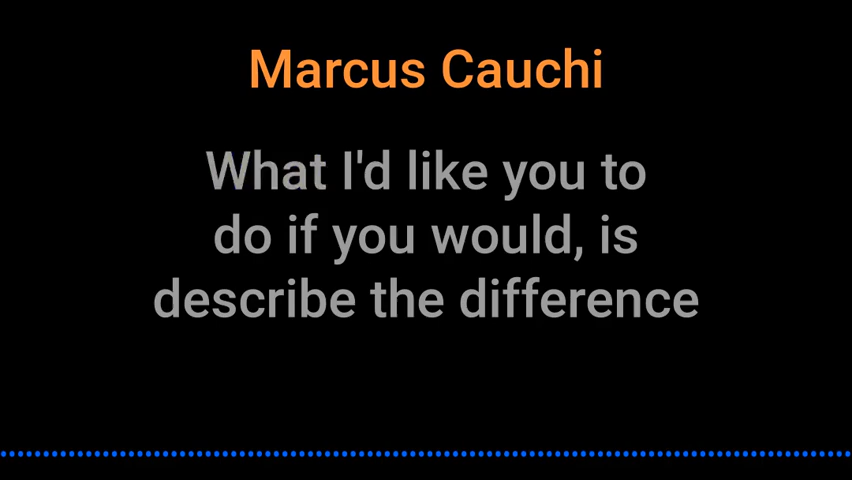 Marcus Cauchi
What I'd like you to
do if you would, is
describe the difference